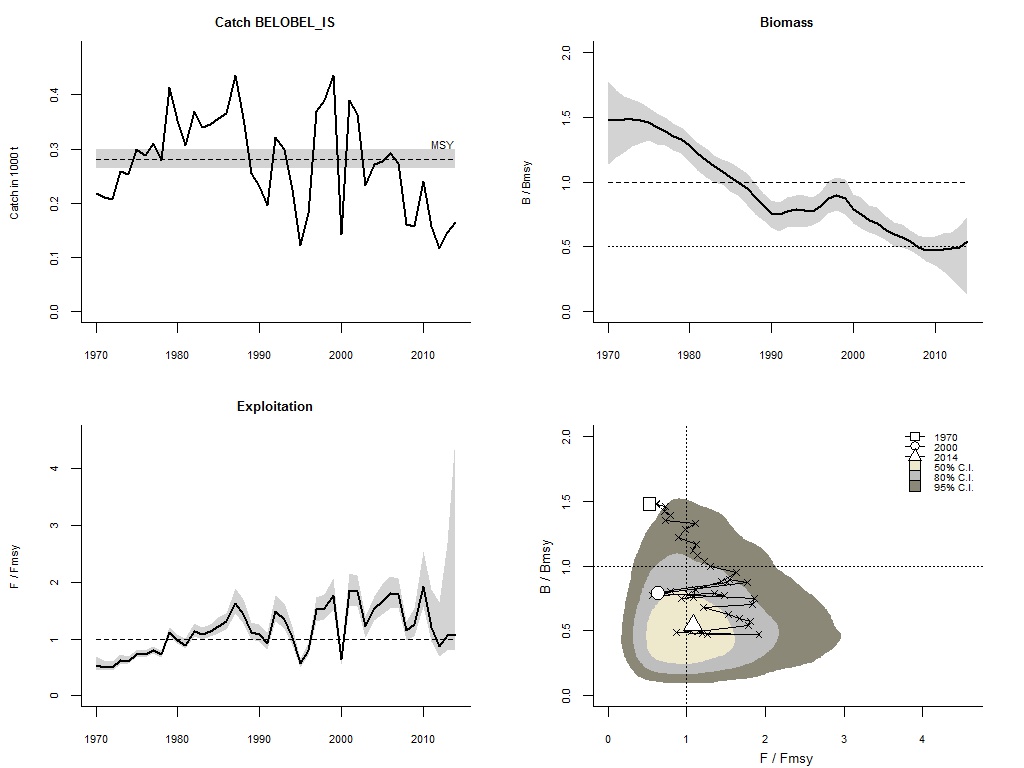 Catch BELOBEL_IS
Catch in 1000 t
0.0 0.1 0.2 0.3 0.4
MSY
1970 1980 1990 2000 2010
Biomass
B / Bmsy
0.0 0.5 1.0 1.5 2.0
1970 1980 1990 2000 2010
Exploitation
F / Fmsy
0 1 2 3 4
1970 1980 1990 2000 2010
B / Bmsy
0.0 0.5 1.0 1.5 2.0
1970
2000
2014
50% C.I.
80% C.I.
95% C.I.
0 1 2 3 4
F / Fmsy